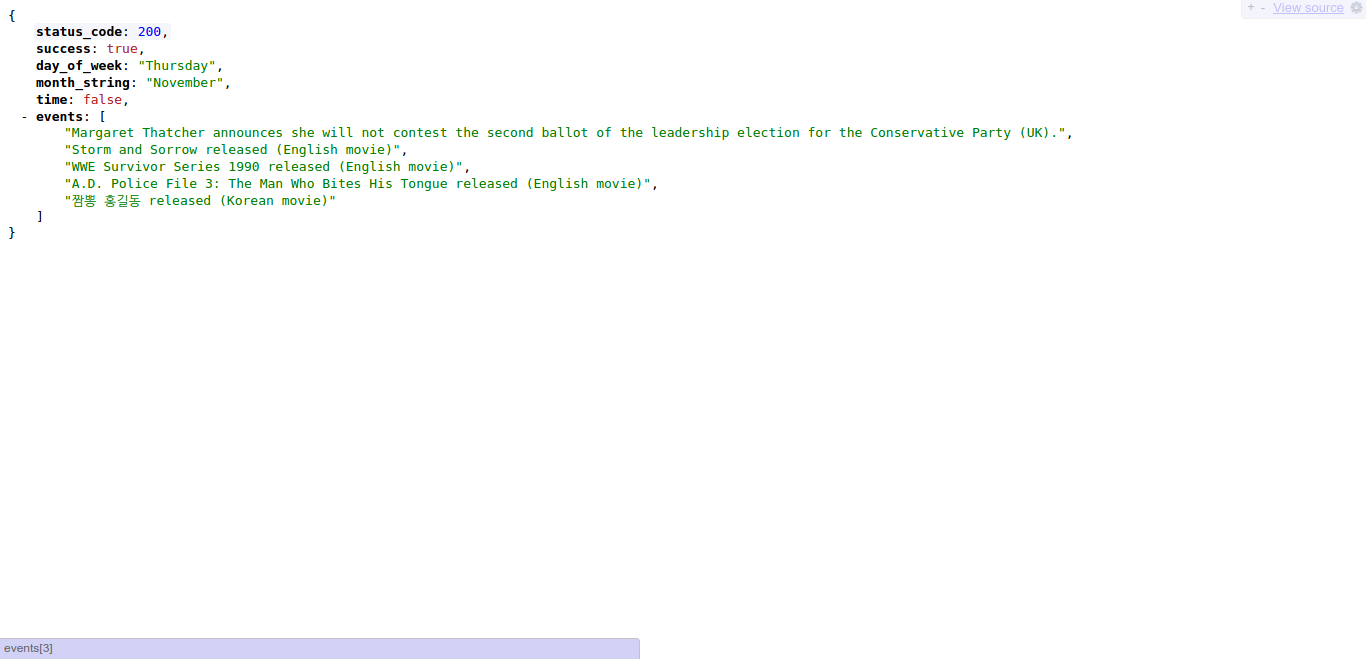 + - View source
{
status_code: 200,
success: true,
day_of_week: "Thursday",
month_string: "November",
time: false,
- events: [
"Margaret Thatcher announces she will not contest the second ballot of the leadership election for the Conservative Party (UK).",
"Storm and Sorrow released (English movie)",
"WWE Survivor Series 1990 released (English movie)",
"A.D. Police File 3: The Man Who Bites His Tongue released (English movie)",
"짬뽕 홍길동 released (Korean movie)"
]
}
events[3]